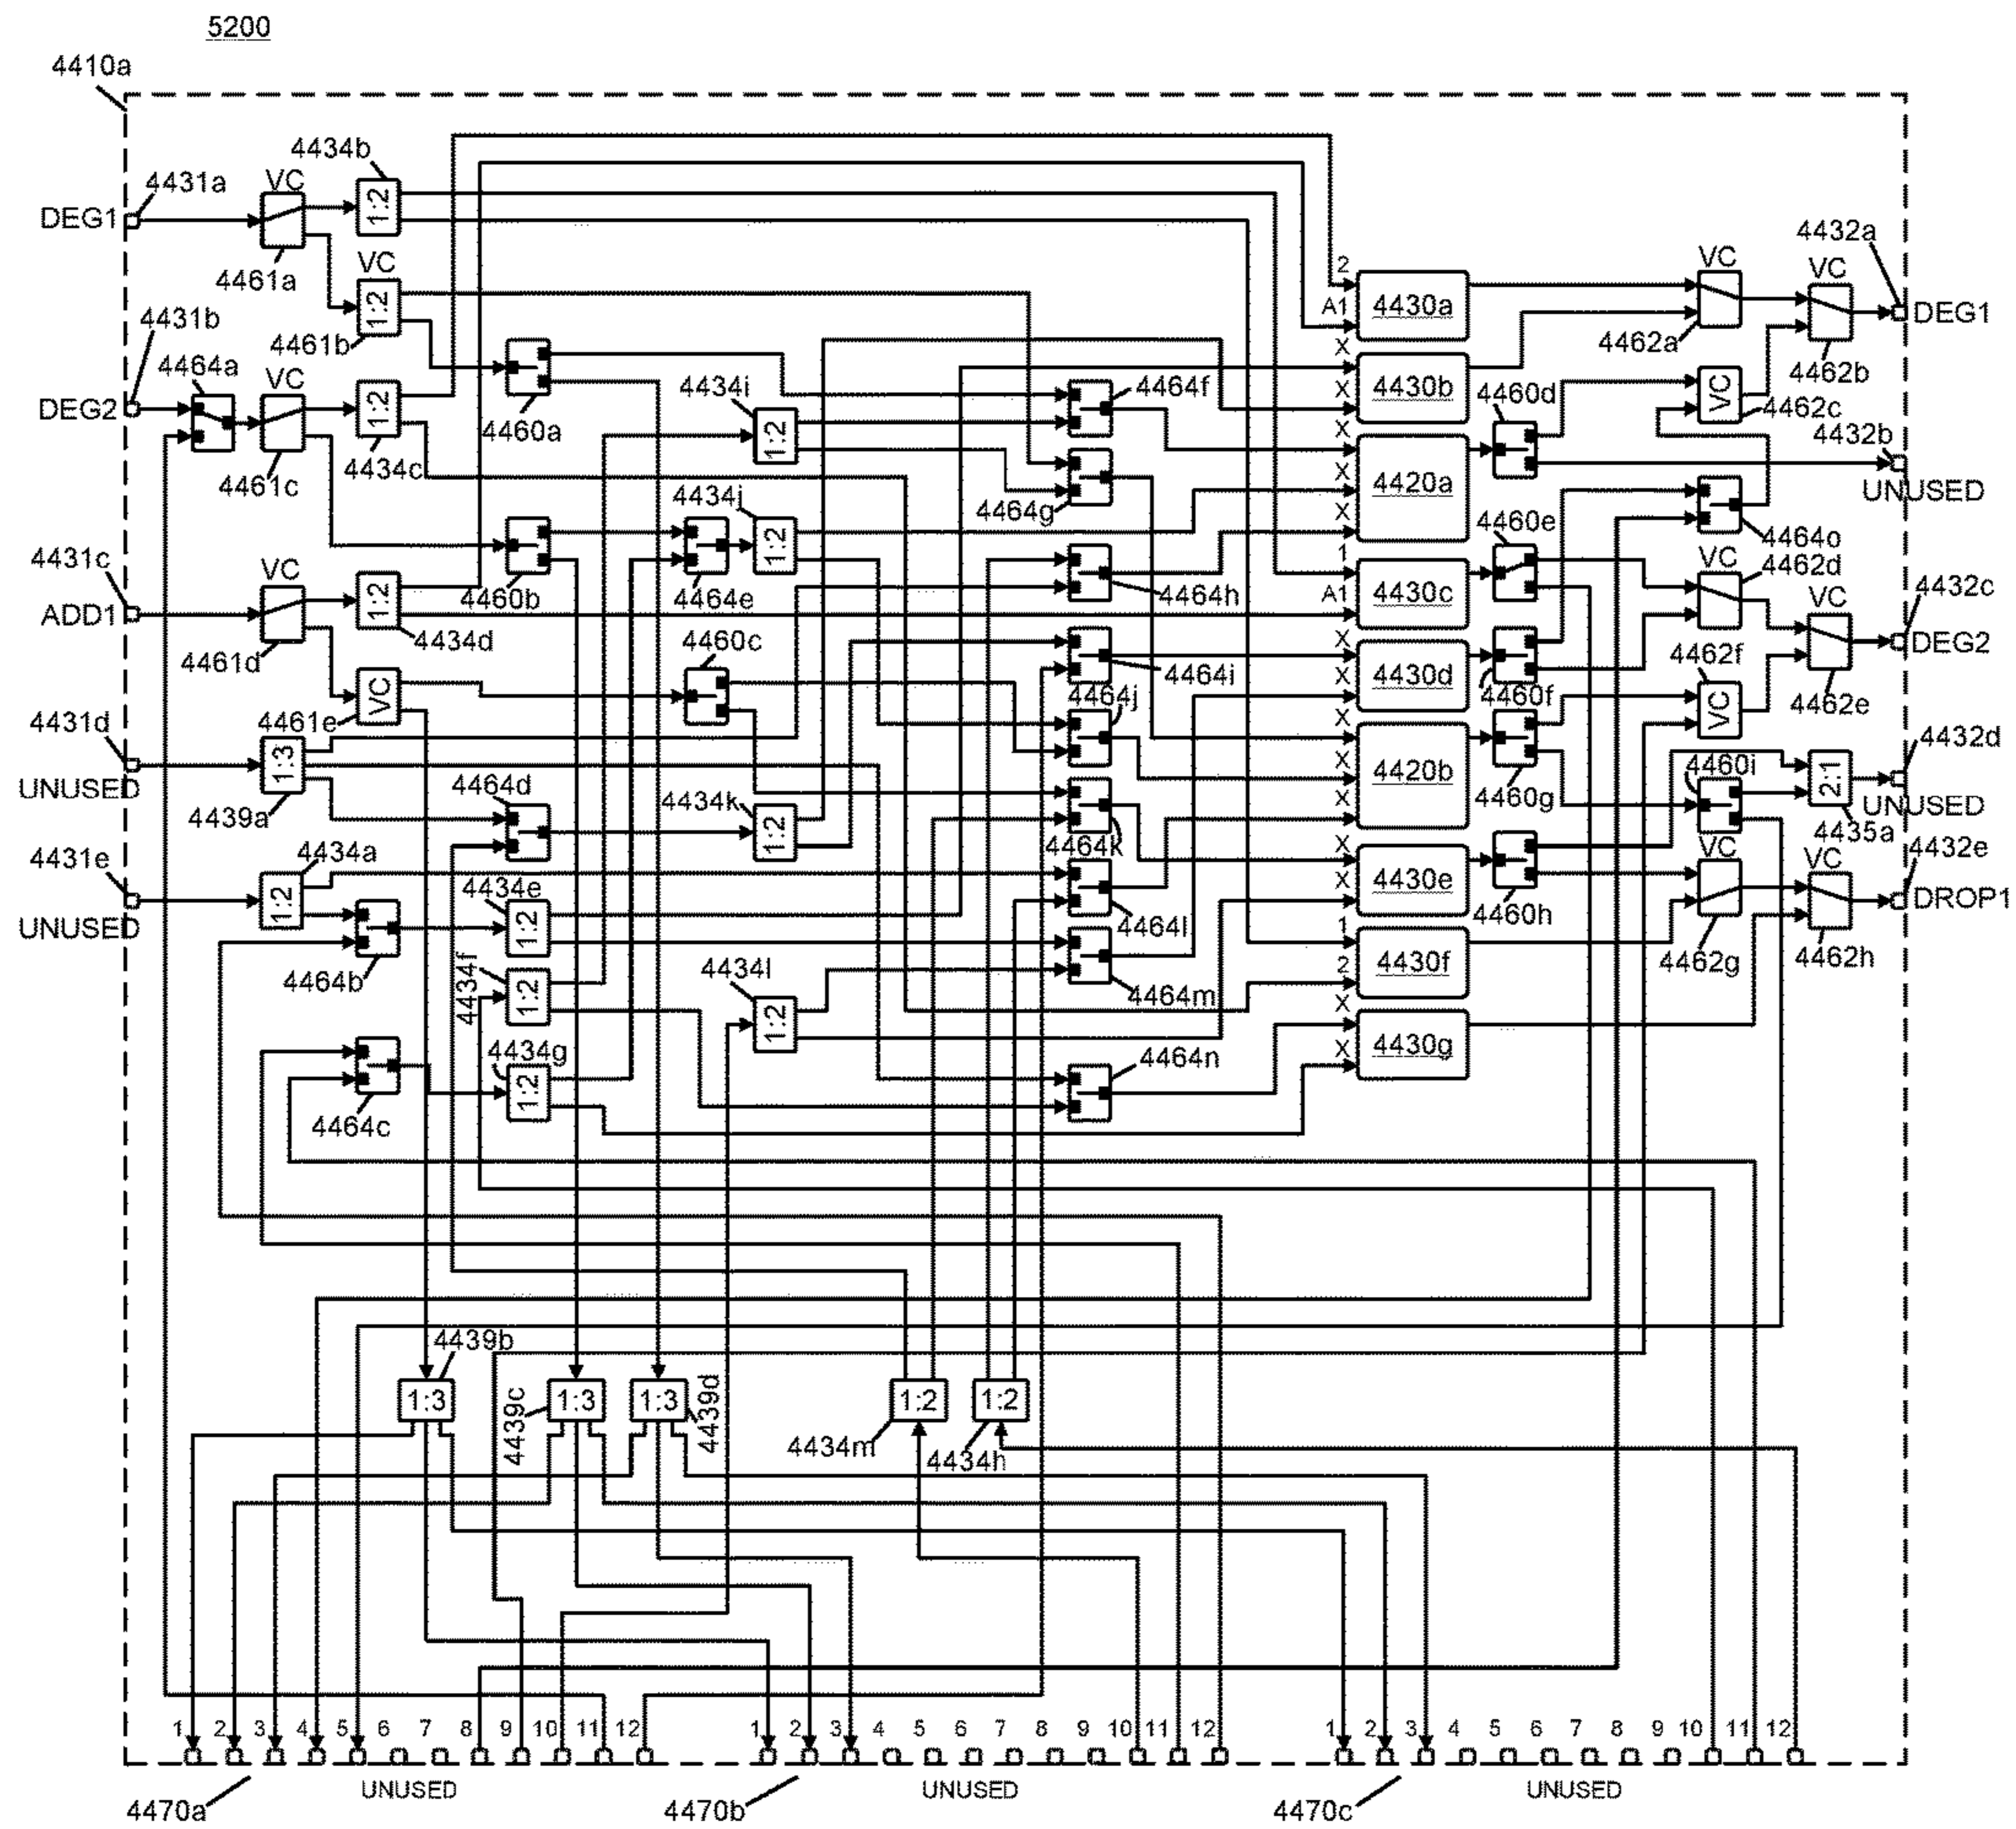 5200
4410a
4434b
4431a
VC
1:2
DEG1
4461a
VC
1:2
4461b
4432a
VC
VC
2
A1
4430a
DEG1
4462a
4462b
4431b
4464a
VC
DEG2
1:2
4461c
4434c
4460a
4434i
1:2
4464f
X
X
4430b
4460d
VC
4462c
4432b
UNUSED
X
X
X
4420a
4464g
4434j
1:2
4460e
4464o
4431c
VC
ADD1
1:2
4461d
4434d
4460b
4464e
4464h
1
A1
4430c
VC
4462d
VC
4432c
DEG2
4460c
4464i
X
X
4430d
4460f
4462f
VC
4462e
VC
4461e
4464j
4431d
UNUSED
1:3
4439a
4464d
4434k
1:2
4464k
X
X
X
4420b
4460g
4460i
2:1
4435a
4432d
UNUSED
4431e
UNUSED
4434a
1:2
4434e
1:2
4464b
4464l
X
X
4430e
4460h
VC
VC
4432e
DROP1
4434f
1:2
4434l
1:2
4464m
1
2
4430f
4462g
4462h
4464c
4434g
1:2
4464n
X
X
4430g
4439b
1:3
4439c
1:3
1:3
4439d
1:2
4434m
1:2
4434h
1 2 3 4 5 6 7 8 9 10 11 12
1 2 3 4 5 6 7 8 9 10 11 12
1 2 3 4 5 6 7 8 9 10 11 12
UNUSED
UNUSED
UNUSED
4470a
4470b
4470c